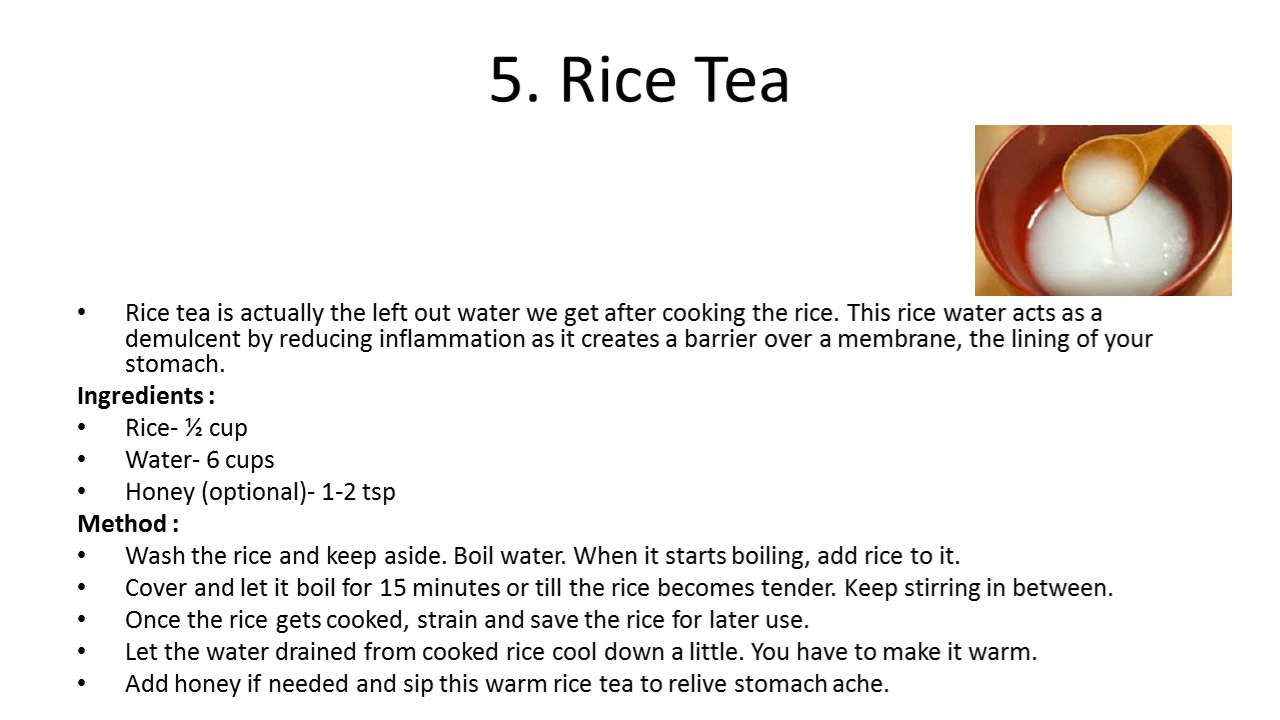 5. Rice Tea
• Rice tea is actually the left out water we get after cooking the rice. This rice water acts as a
demulcent by reducing inflammation as it creates a barrier over a membrane, the lining of your
stomach.
Ingredients :
• Rice- ½ cup
• Water- 6 cups
• Honey (optional)- 1-2 tsp
Method :
• Wash the rice and keep aside. Boil water. When it starts boiling, add rice to it.
• Cover and let it boil for 15 minutes or till the rice becomes tender. Keep stirring in between.
• Once the rice gets cooked, strain and save the rice for later use.
• Let the water drained from cooked rice cool down a little. You have to make it warm.
• Add honey if needed and sip this warm rice tea to relive stomach ache.